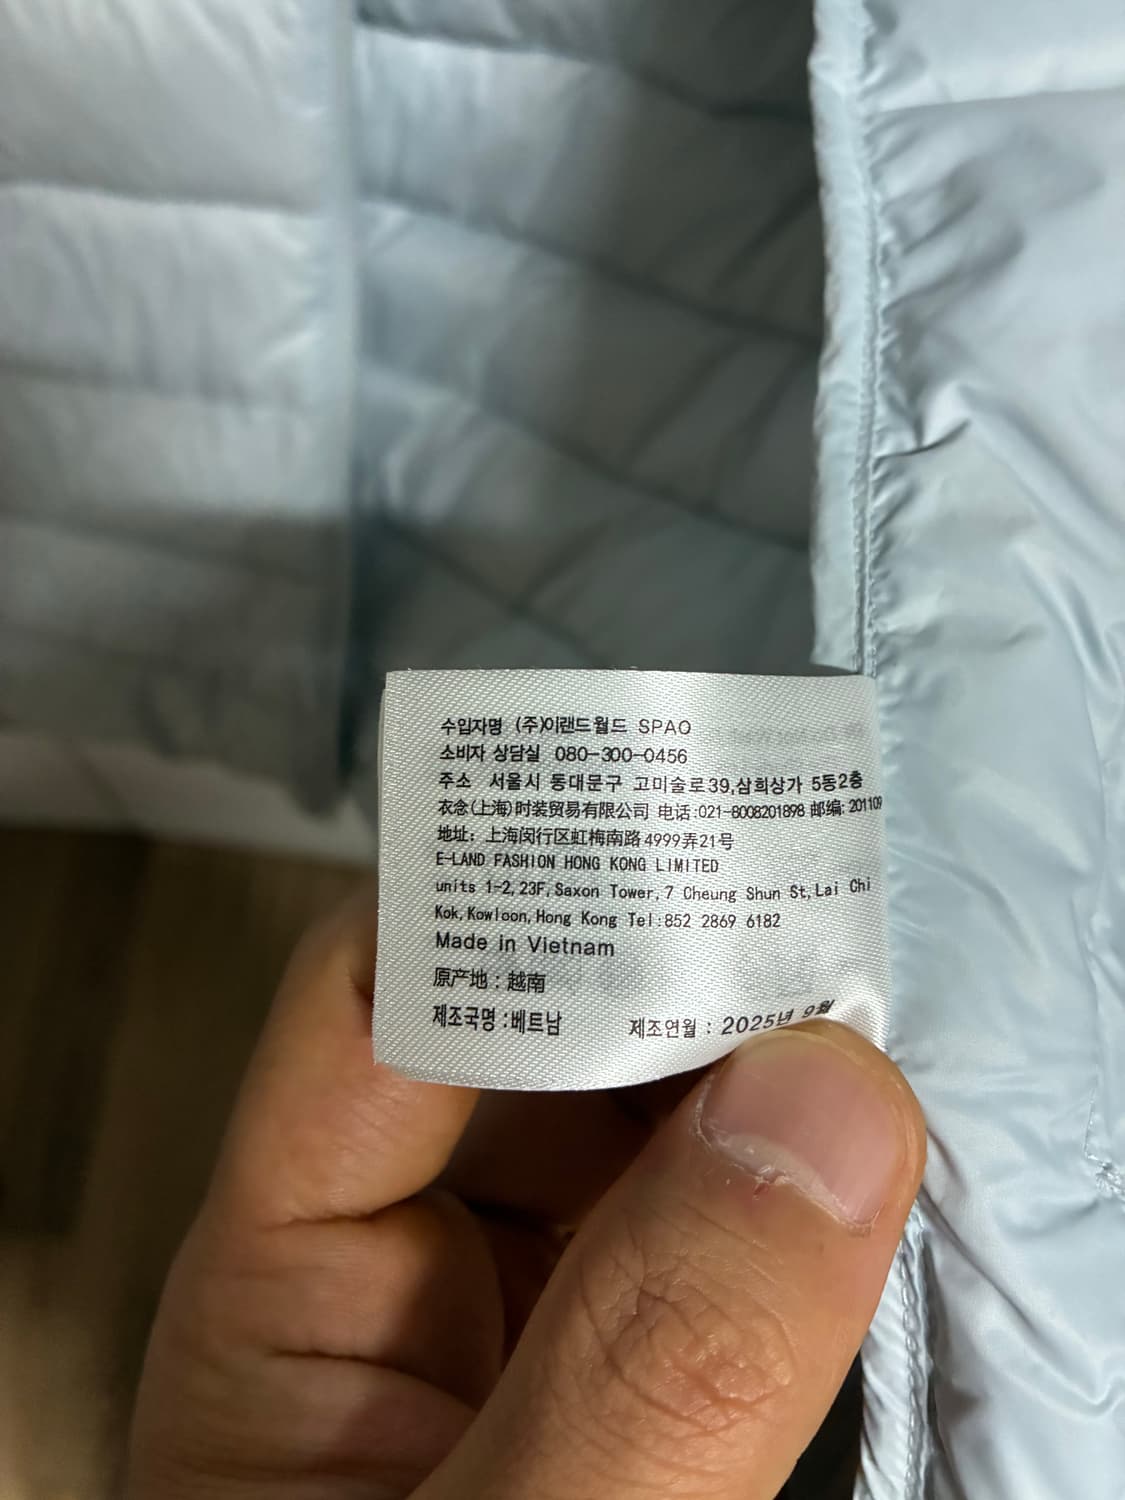 수입자명 (주)이랜드월드 SPAO
소비자 상담실 080-300-0456
주소 서울시 동대문구 고미술로39,삼희상가 5동2층
衣念(上海)时装贸易有限公司 电话:021-8008201898 邮编:201109
地址: 上海闵行区虹梅南路4999弄21号
E-LAND FASHION HONG KONG LIMITED
units 1-2,23F,Saxon Tower,7 Cheung Shun St,Lai Chi
Kok,Kowloon,Hong Kong Tel:852 2869 6182
Made in Vietnam
原产地:越南
제조국명:베트남 제조연월 : 2025년 9월